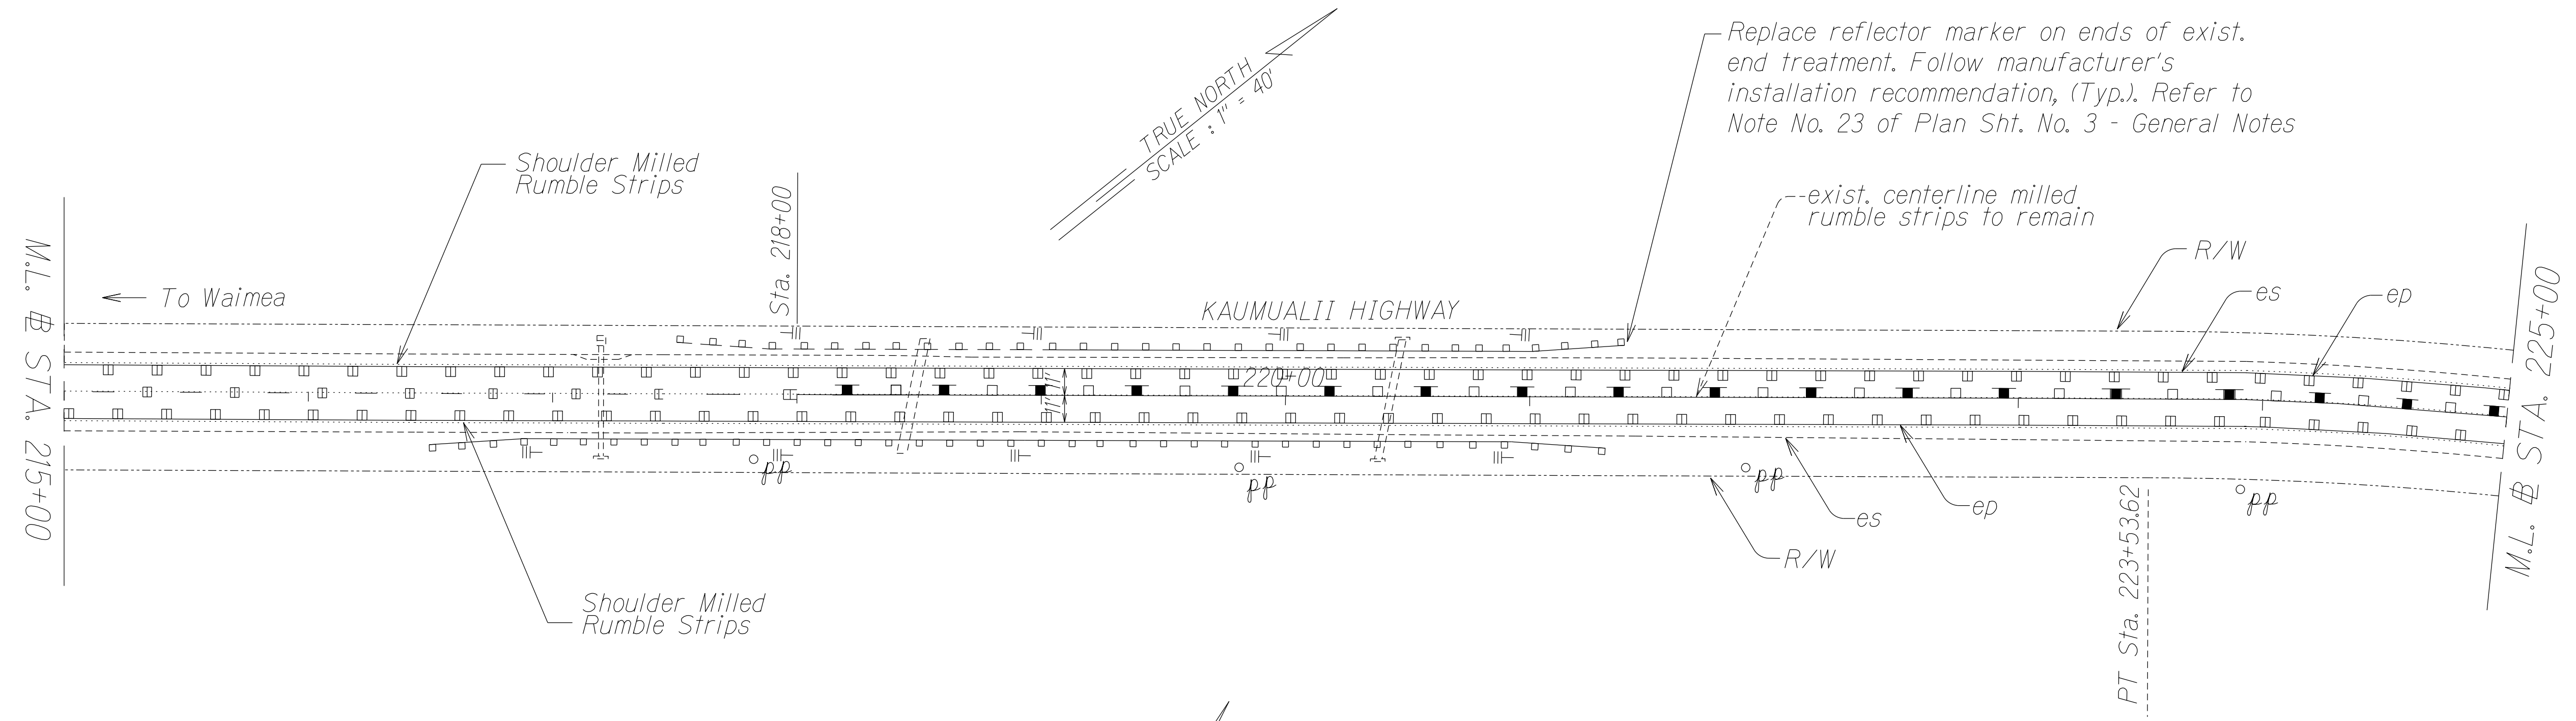 TRUE NORTH
SCALE : 1" = 40'
Replace reflector marker on ends of exist.
end treatment. Follow manufacturer's
installation recommendation, (Typ.). Refer to
Note No. 23 of Plan Sht. No. 3 - General Notes
Shoulder Milled
Rumble Strips
Sta. 218+00
exist. centerline milled
rumble strips to remain
R/W
es
ep
M.L. ℄ STA. 215+00
To Waimea
KAUMUALII HIGHWAY
220+00
11'
11'
M.L. ℄ STA. 225+00
pp
pp
pp
pp
es
ep
R/W
PT Sta. 223+53.62
Shoulder Milled
Rumble Strips